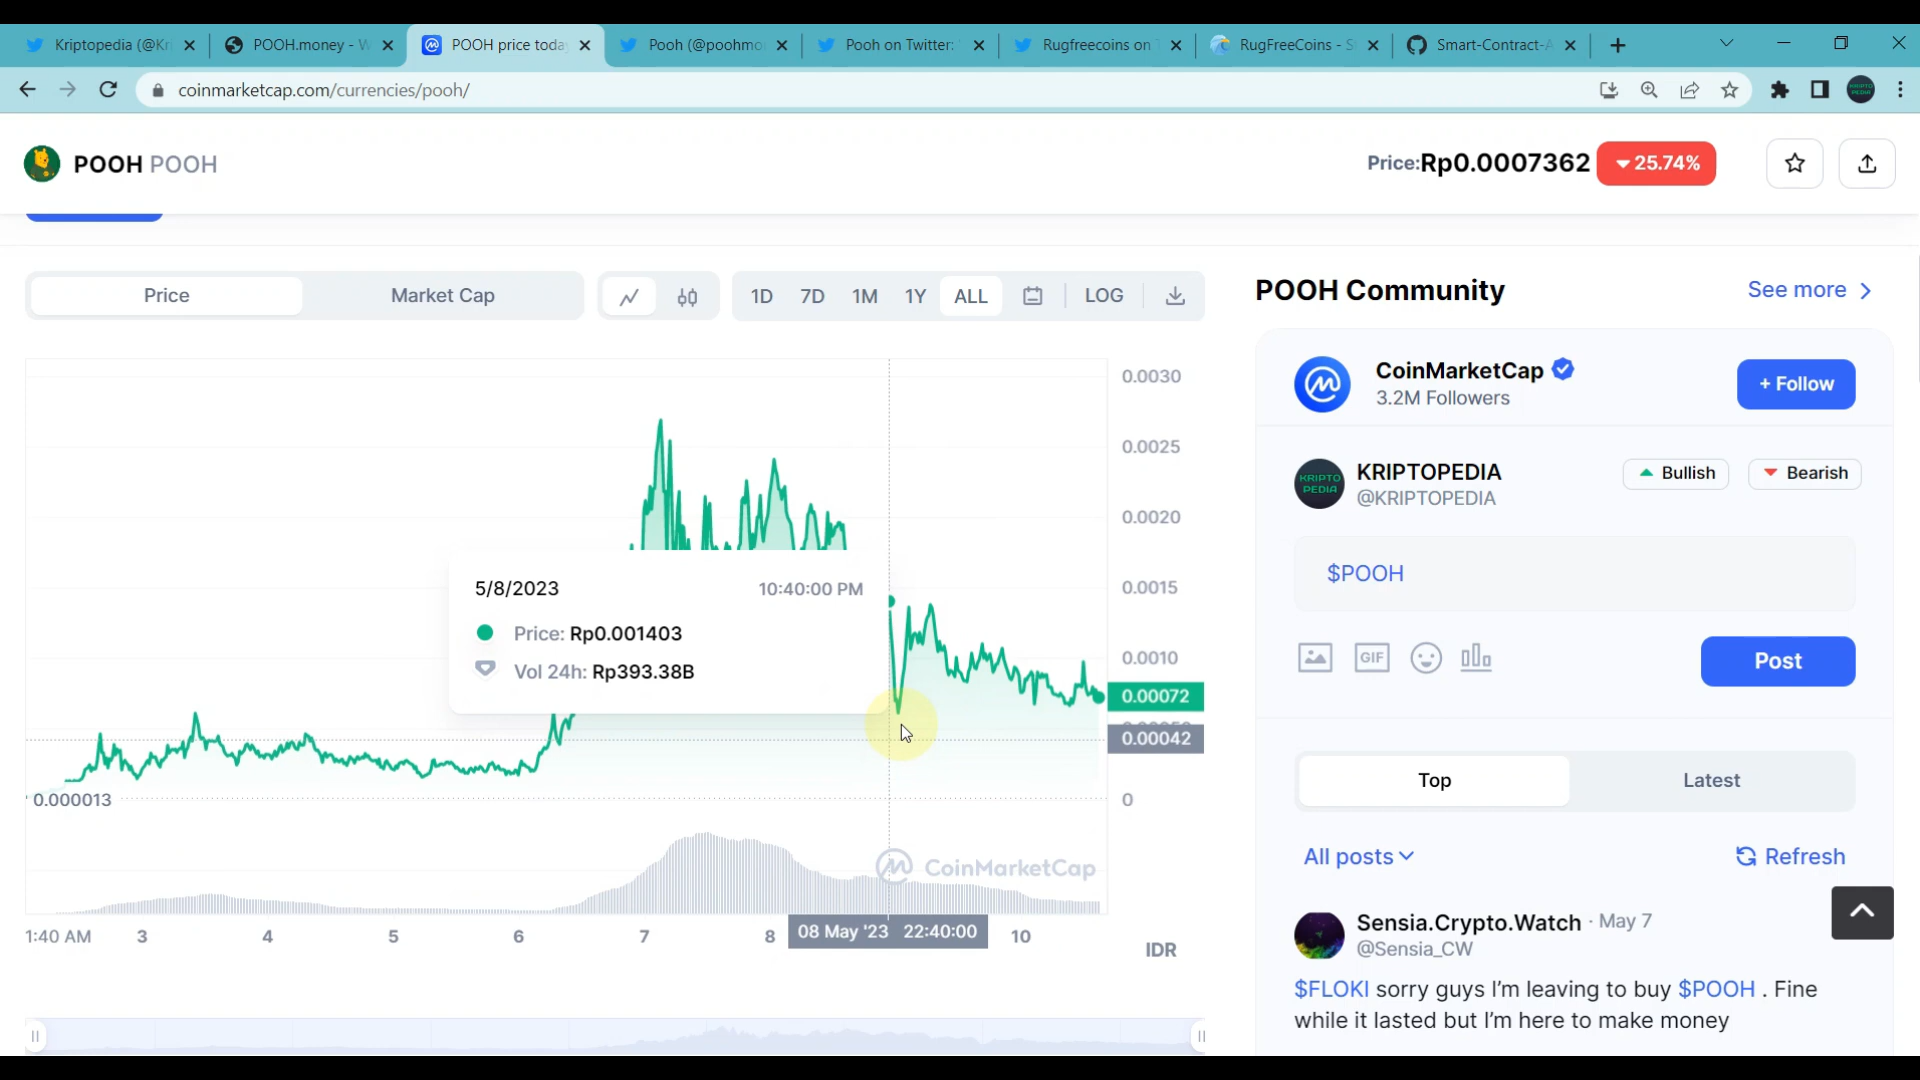 Kriptopedia (@Kri
POOH.money - W
POOH price toda
Pooh (@poohmo
Pooh on Twitter:
Rugfreecoins on T
RugFreeCoins - S
Smart-Contract-A
coinmarketcap.com/currencies/pooh/
POOH POOH
Price:Rp0.0007362
25.74%
Price
Market Cap
1D
7D
1M
1Y
ALL
LOG
0.0030
0.0025
0.0020
0.0015
0.0010
0.00072
0.00042
0
5/8/2023
10:40:00 PM
Price: Rp0.001403
Vol 24h: Rp393.38B
0.000013
CoinMarketCap
1:40 AM
3
4
5
6
7
8
08 May '23 22:40:00
10
IDR
POOH Community
See more
CoinMarketCap
3.2M Followers
+ Follow
KRIPTO
PEDIA
KRIPTOPEDIA
@KRIPTOPEDIA
Bullish
Bearish
$POOH
GIF
Post
Top
Latest
All posts
Refresh
Sensia.Crypto.Watch · May 7
@Sensia_CW
$FLOKI sorry guys I'm leaving to buy $POOH . Fine
while it lasted but I'm here to make money